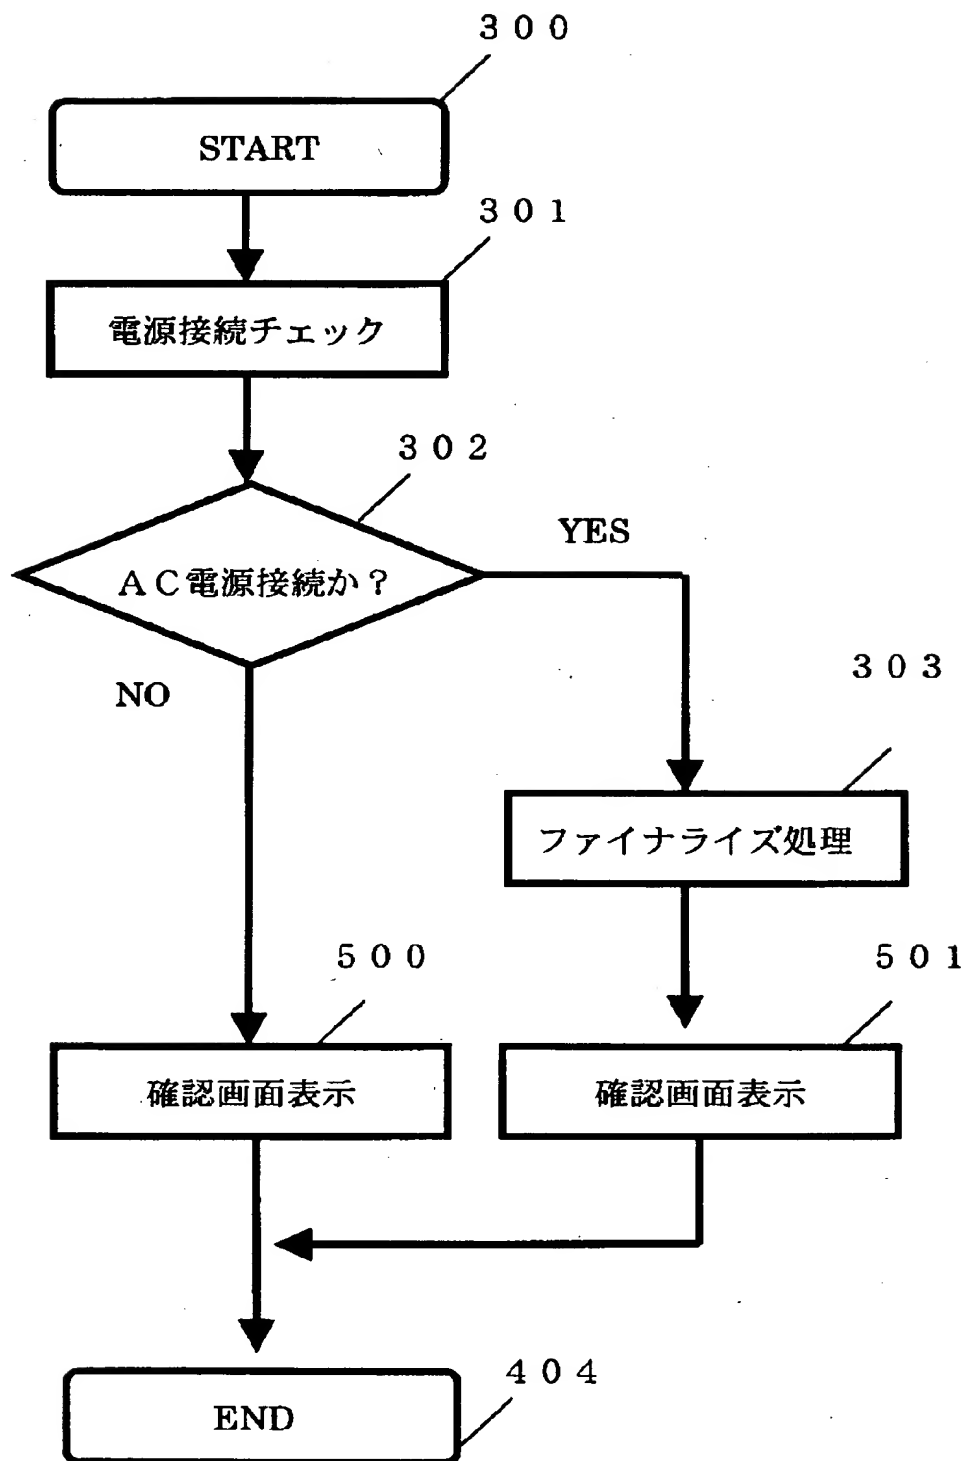 ３００
START
３０１
電源接続チェック
３０２
YES
ＡＣ電源接続か？
３０３
NO
ファイナライズ処理
５００
５０１
確認画面表示
確認画面表示
４０４
END